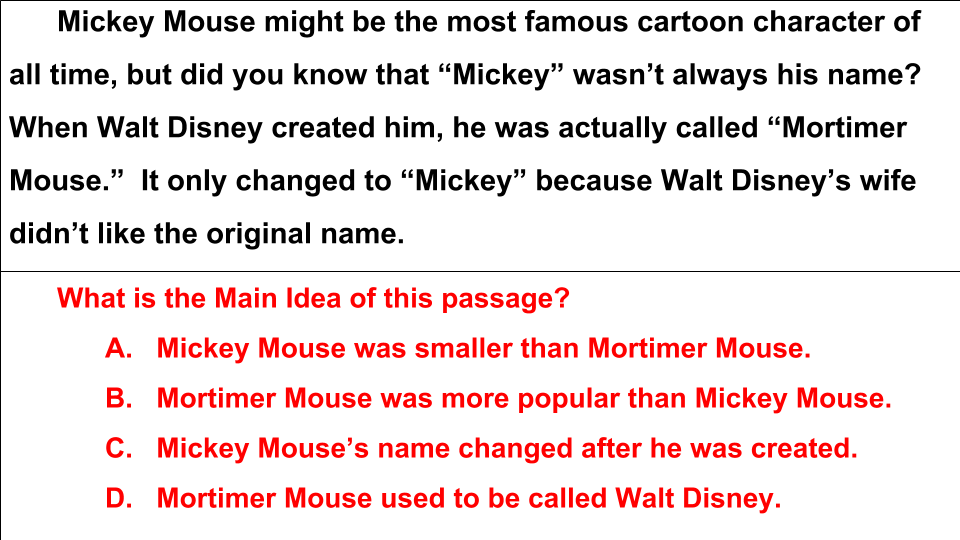 Mickey Mouse might be the most famous cartoon character of
all time, but did you know that “Mickey” wasn’t always his name?
When Walt Disney created him, he was actually called “Mortimer
Mouse.”  It only changed to “Mickey” because Walt Disney’s wife
didn’t like the original name.
What is the Main Idea of this passage?
A. Mickey Mouse was smaller than Mortimer Mouse.
B. Mortimer Mouse was more popular than Mickey Mouse.
C. Mickey Mouse’s name changed after he was created.
D. Mortimer Mouse used to be called Walt Disney.